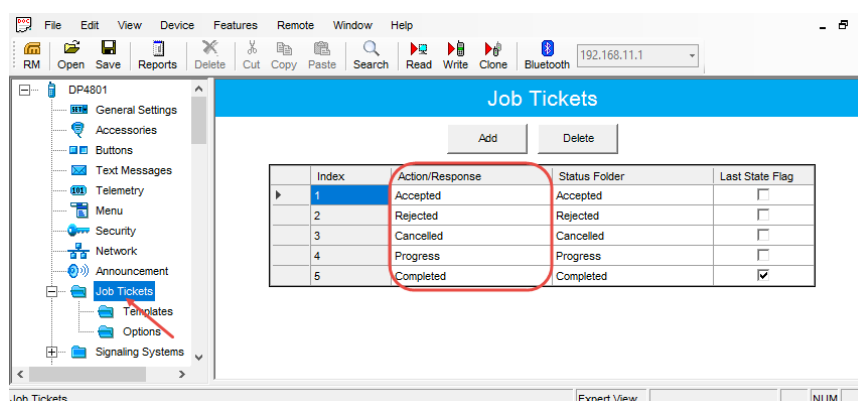 File Edit View Device Features Remote Window Help
RM Open Save Reports Delete Cut Copy Paste Search Read Write Clone Bluetooth 192.168.11.1
DP4801
General Settings
Accessories
Buttons
Text Messages
Telemetry
Menu
Security
Network
Announcement
Job Tickets
Templates
Options
Signaling Systems
Job Tickets
Add Delete
Index Action/Response Status Folder Last State Flag
1 Accepted Accepted
2 Rejected Rejected
3 Cancelled Cancelled
4 Progress Progress
5 Completed Completed
Job Tickets Expert View NUM